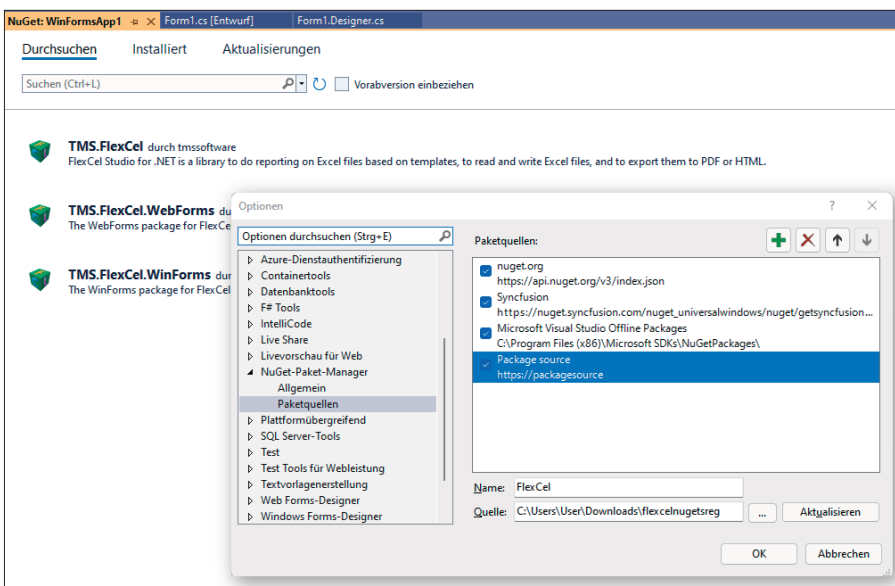 NuGet: WinFormsApp1
Form1.cs [Entwurf]
Form1.Designer.cs
Durchsuchen
Installiert
Aktualisierungen
Suchen (Ctrl+L)
Vorabversion einbeziehen
TMS.FlexCel durch tmssoftware
FlexCel Studio for .NET is a library to do reporting on Excel files based on templates, to read and write Excel files, and to export them to PDF or HTML.
TMS.FlexCel.WebForms du
The WebForms package for FlexCe
TMS.FlexCel.WinForms dur
The WinForms package for FlexCel
Optionen
?
Optionen durchsuchen (Strg+E)
Azure-Dienstauthentifizierung
Containertools
Datenbanktools
F# Tools
IntelliCode
Live Share
Livevorschau für Web
NuGet-Paket-Manager
Allgemein
Paketquellen
Plattformübergreifend
SQL Server-Tools
Test
Test Tools für Webleistung
Textvorlagenerstellung
Web Forms-Designer
Windows Forms-Designer
Paketquellen:
nuget.org
https://api.nuget.org/v3/index.json
Syncfusion
https://nuget.syncfusion.com/nuget_universalwindows/nuget/getsyncfusion...
Microsoft Visual Studio Offline Packages
C:\Program Files (x86)\Microsoft SDKs\NuGetPackages\
Package source
https://packagesource
Name: FlexCel
Quelle: C:\Users\User\Downloads\flexcelnugetsreg
...
Aktualisieren
OK
Abbrechen